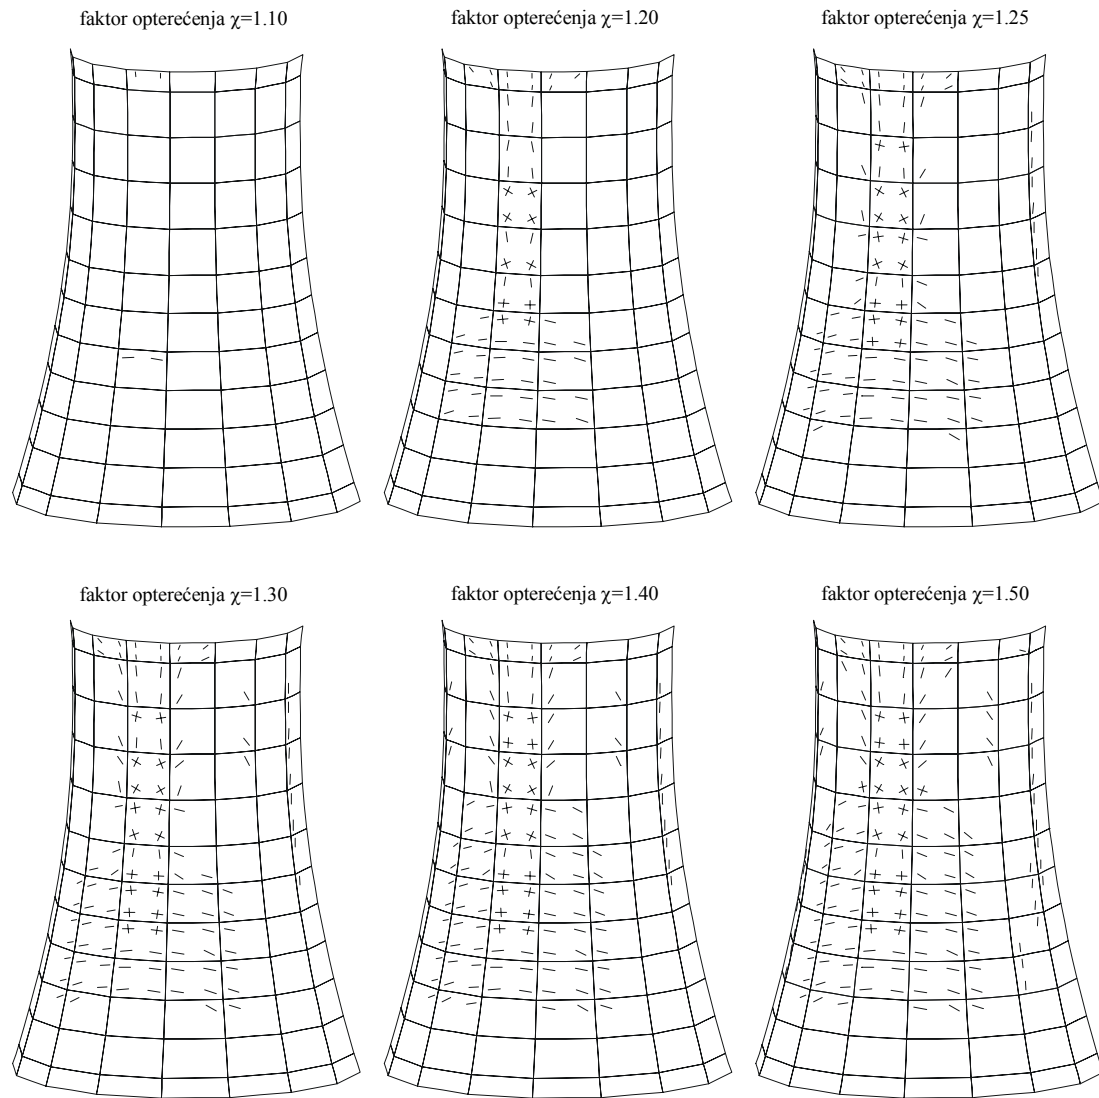 faktor opterećenja χ=1.10
faktor opterećenja χ=1.20
faktor opterećenja χ=1.25
faktor opterećenja χ=1.30
faktor opterećenja χ=1.40
faktor opterećenja χ=1.50